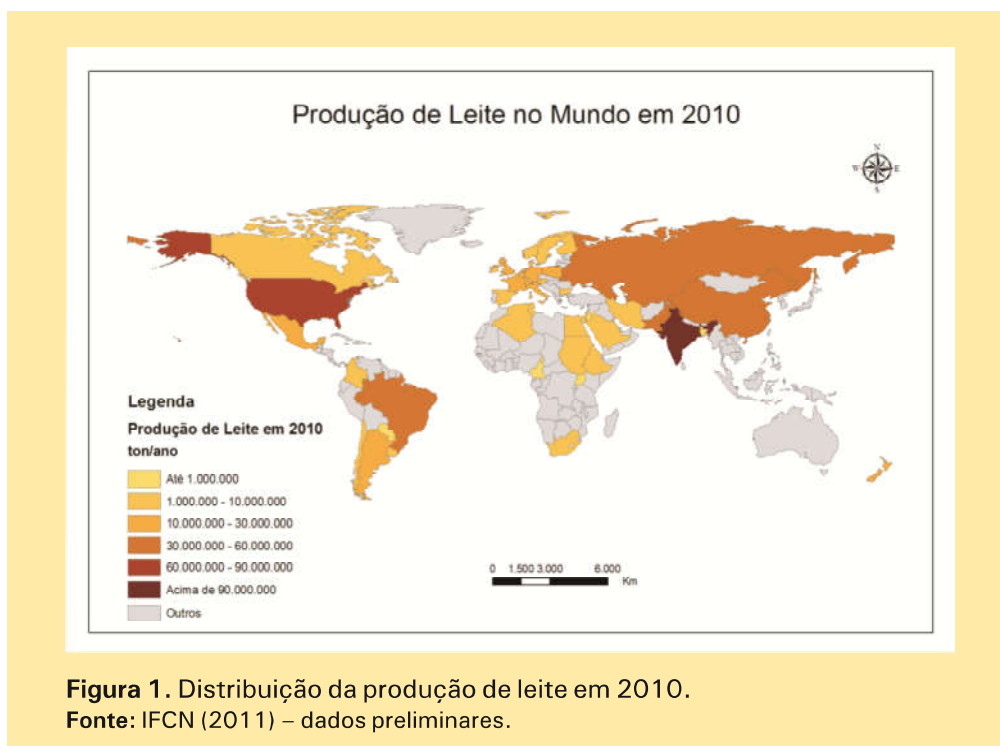 Produção de Leite no Mundo em 2010
N
W E
S
Legenda
Produção de Leite em 2010
ton/ano
Até 1.000.000
1.000.000 - 10.000.000
10.000.000 - 30.000.000
30.000.000 - 60.000.000
60.000.000 - 90.000.000
Acima de 90.000.000
Outros
0 1.500 3.000 6.000
Km
Figura 1. Distribuição da produção de leite em 2010.
Fonte: IFCN (2011) – dados preliminares.